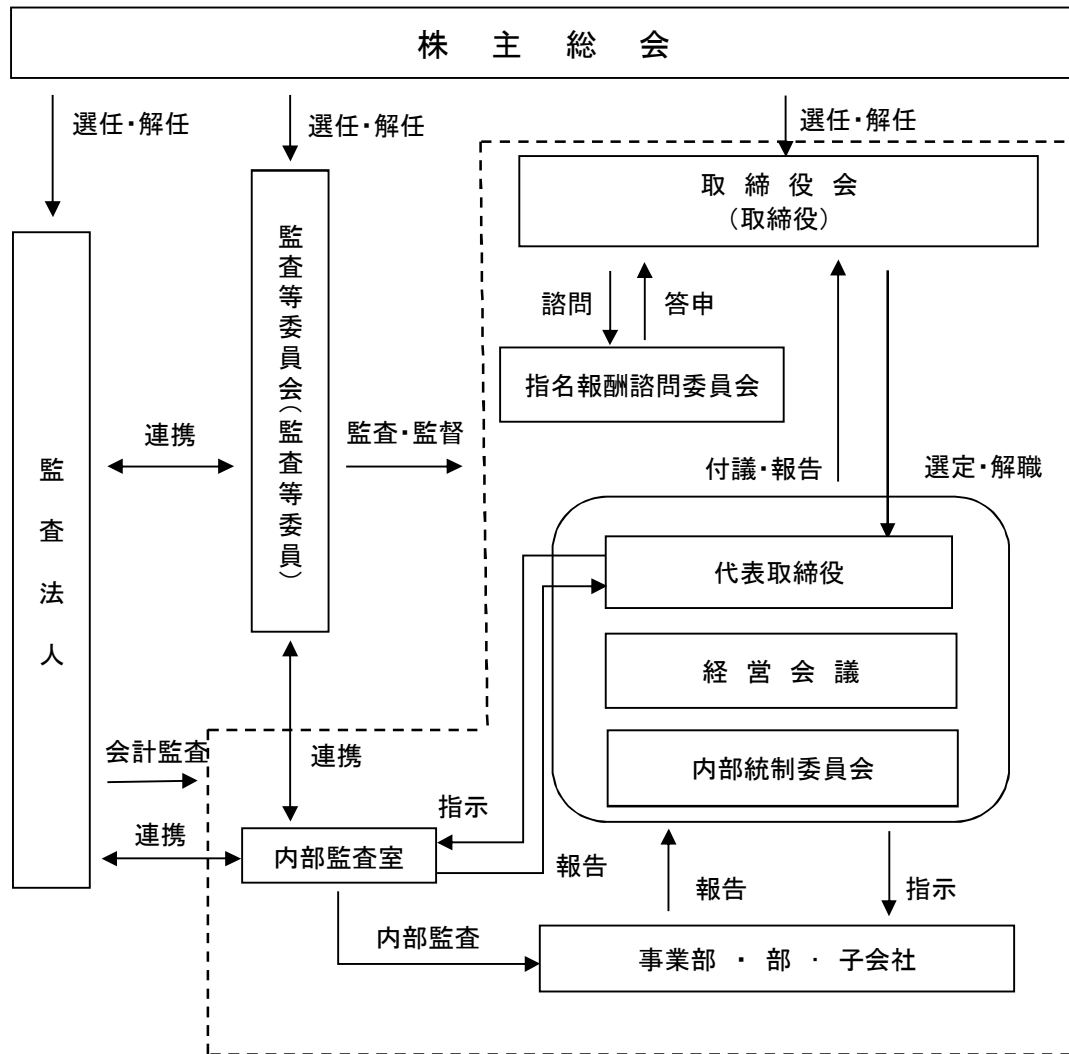 株 主 総 会
選任・解任
選任・解任
選任・解任
取 締 役 会
（取締役）
監査等委員会（監査等委員）
諮問
答申
指名報酬諮問委員会
監査法人
連携
監査・監督
付議・報告
選定・解職
代表取締役
経 営 会 議
内部統制委員会
会計監査
連携
指示
連携
内部監査室
報告
報告
指示
内部監査
事業部 ・ 部 ・ 子会社